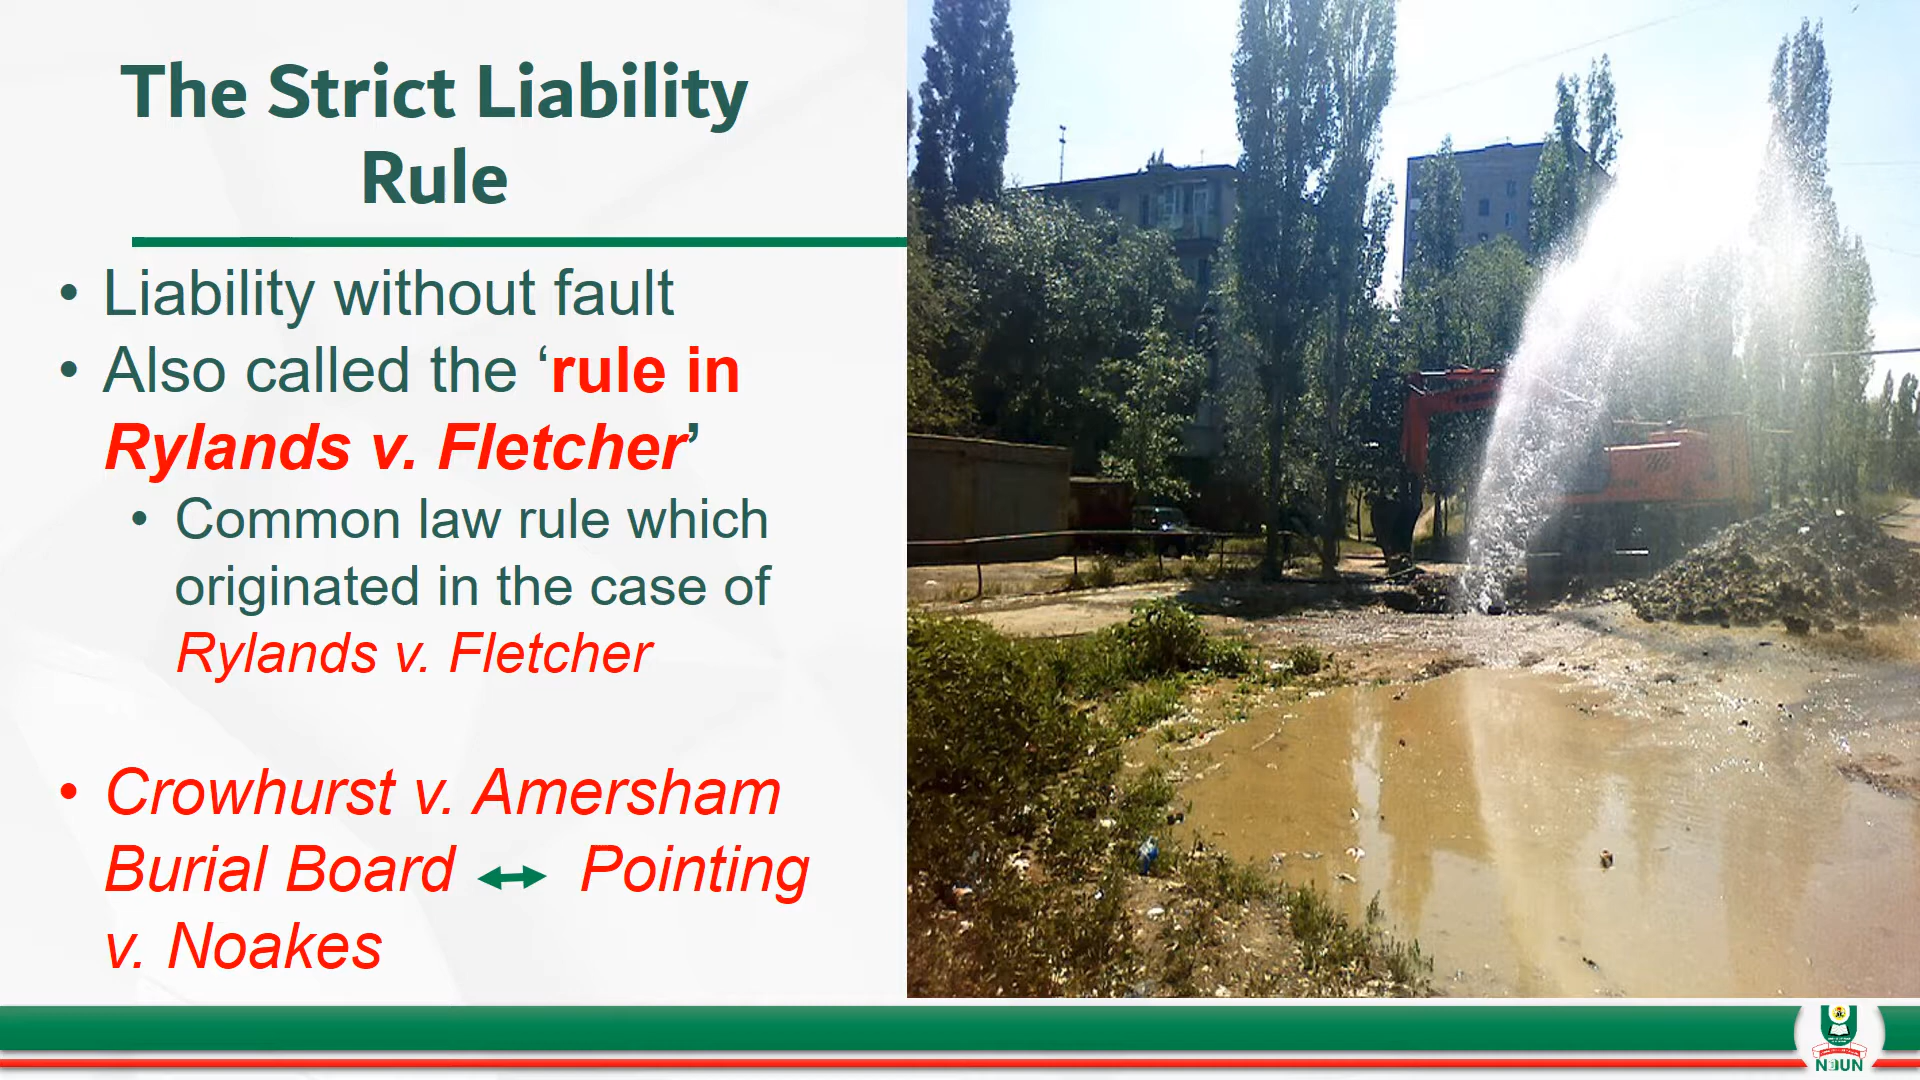 The Strict Liability
Rule
• Liability without fault
• Also called the ‘rule in
Rylands v. Fletcher’
• Common law rule which
originated in the case of
Rylands v. Fletcher
• Crowhurst v. Amersham
Burial Board ↔ Pointing
v. Noakes
NOUN